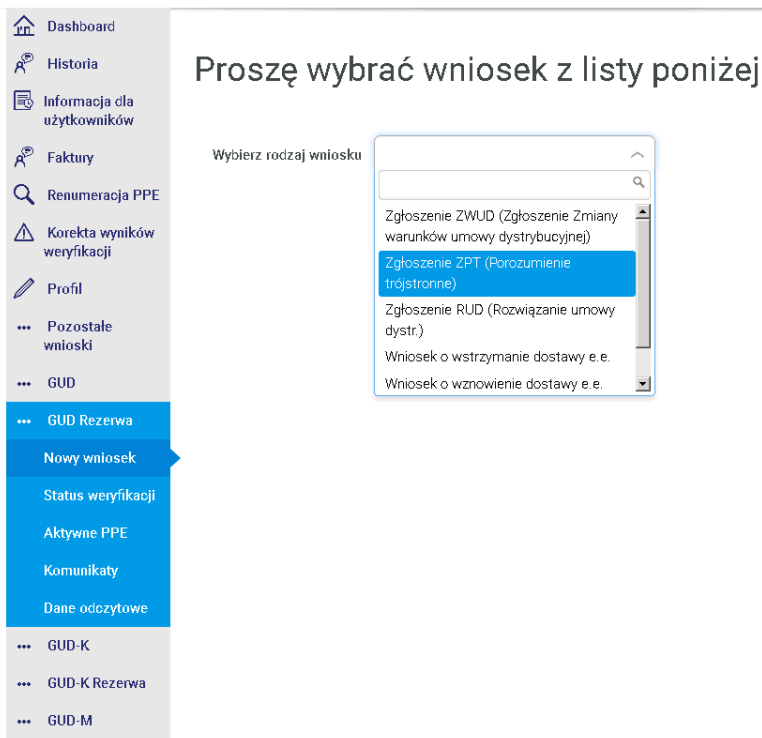 Dashboard
Historia
Informacja dla
użytkowników
Faktury
Renumeracja PPE
Korekta wyników
weryfikacji
Profil
Pozostałe
wnioski
GUD
GUD Rezerwa
Nowy wniosek
Status weryfikacji
Aktywne PPE
Komunikaty
Dane odczytowe
GUD-K
GUD-K Rezerwa
GUD-M
Proszę wybrać wniosek z listy poniżej
Wybierz rodzaj wniosku
Zgłoszenie ZWUD (Zgłoszenie Zmiany
warunków umowy dystrybucyjnej)
Zgłoszenie ZPT (Porozumienie
trójstronne)
Zgłoszenie RUD (Rozwiązanie umowy
dystr.)
Wniosek o wstrzymanie dostawy e.e.
Wniosek o wznowienie dostawy e.e.